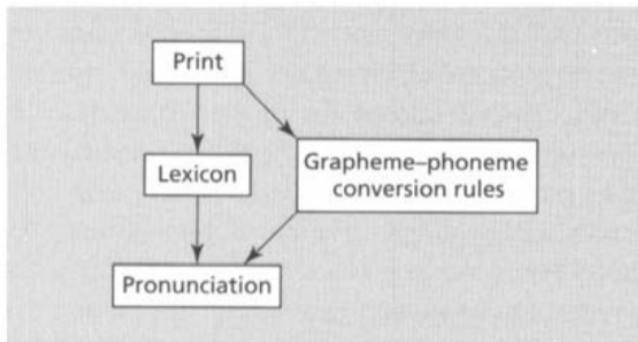 Print
Lexicon
Grapheme–phoneme
conversion rules
Pronunciation